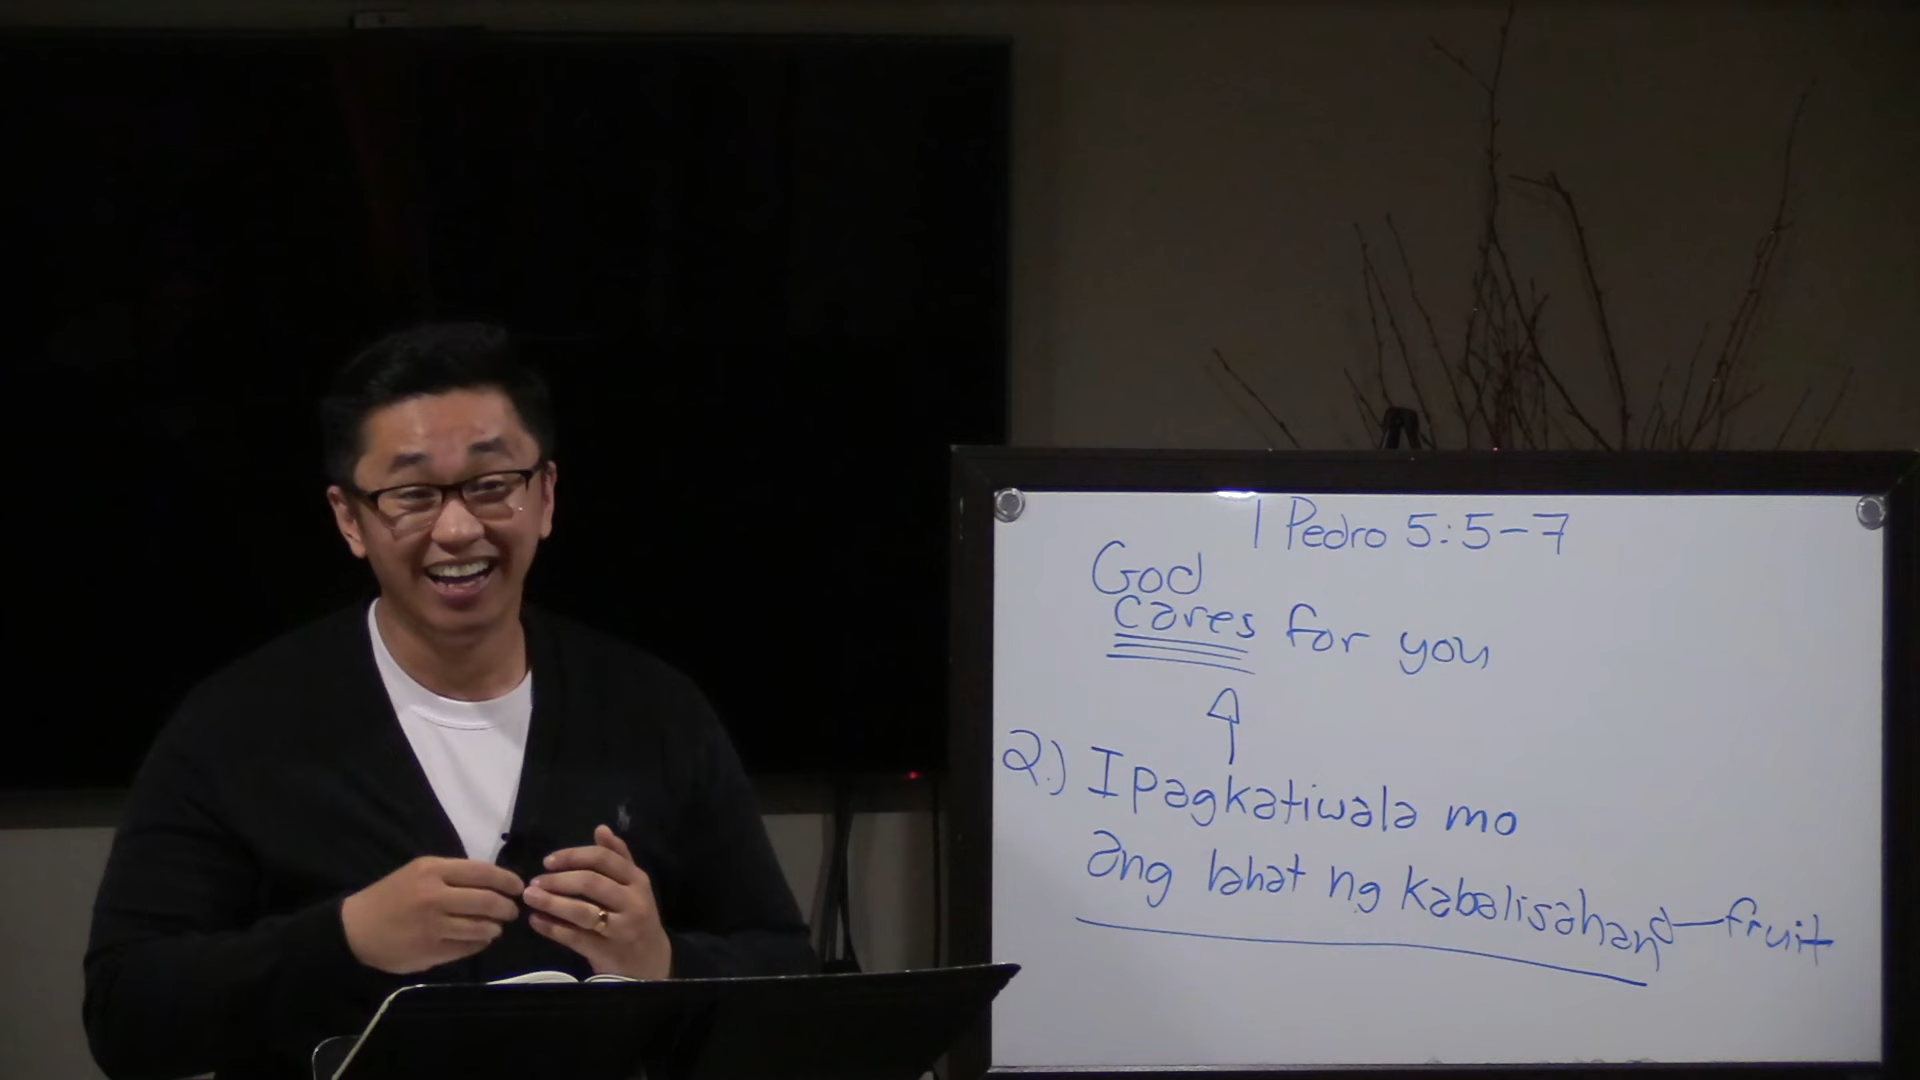 1 Pedro 5:5-7
God
cares for you
2.) Ipagkatiwala mo
ang lahat ng kabalisahan - fruit